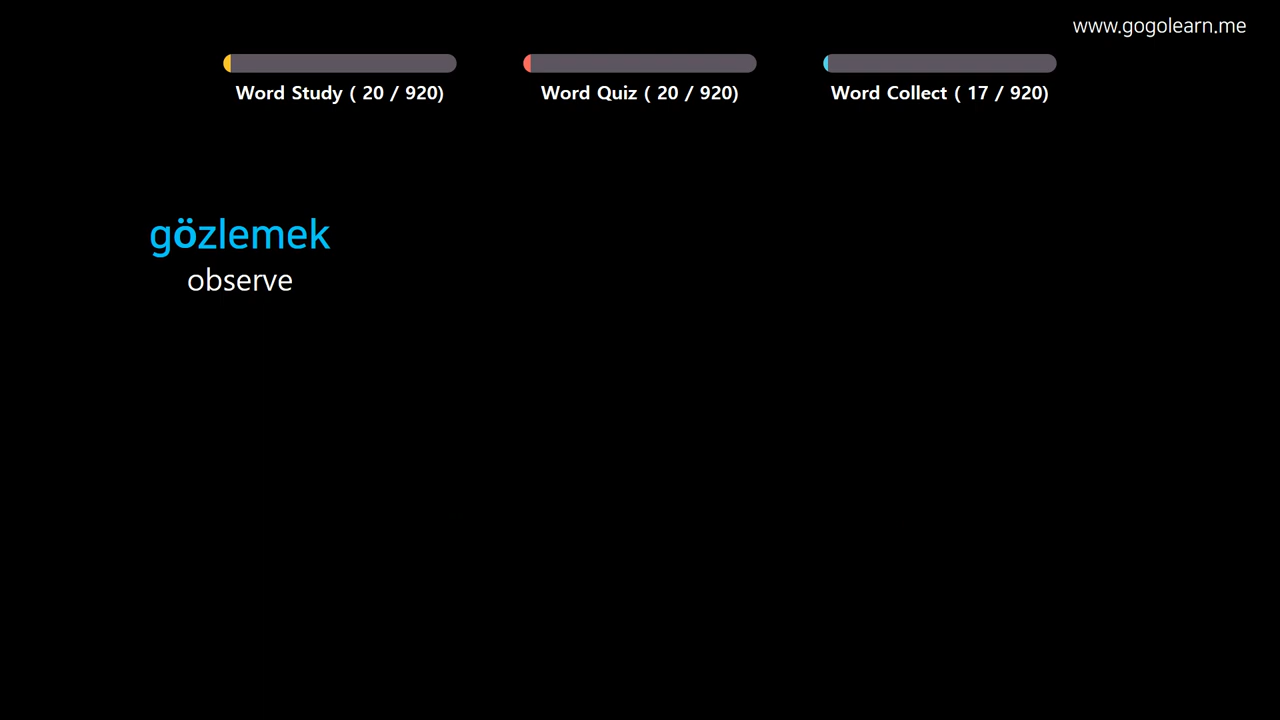 www.gogolearn.me
Word Study ( 20 / 920)
Word Quiz ( 20 / 920)
Word Collect ( 17 / 920)
gözlemek
observe